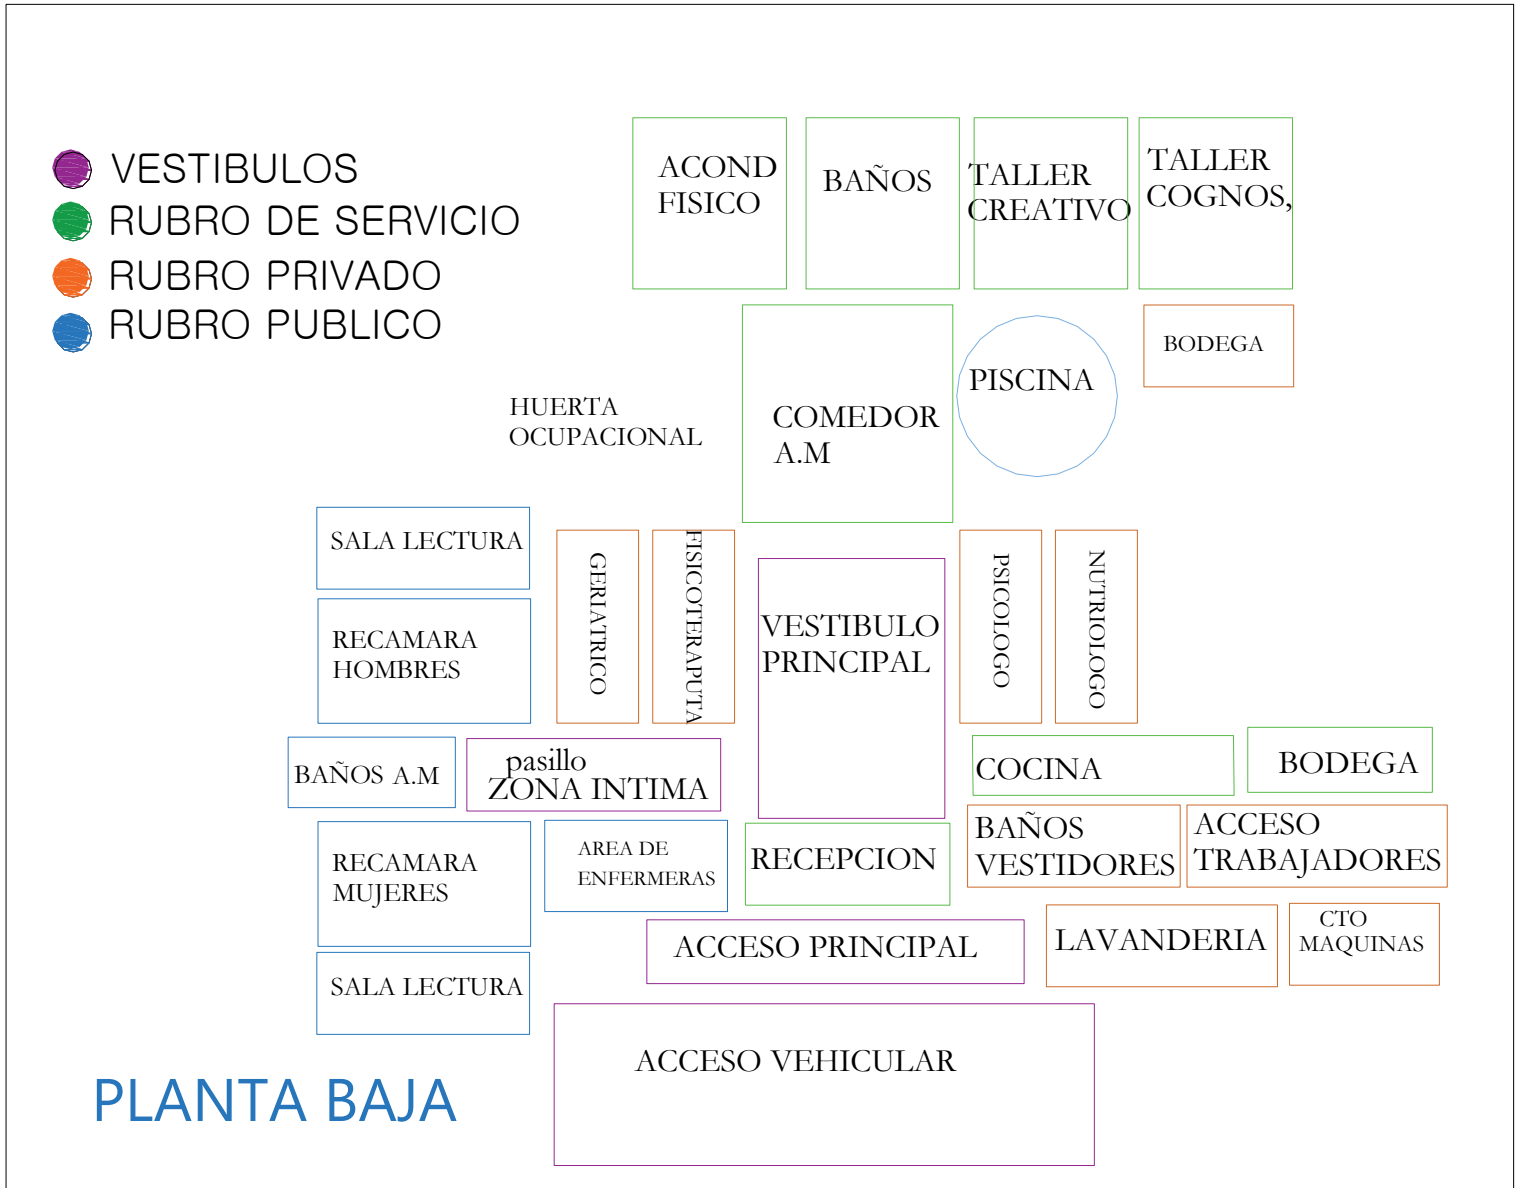 VESTIBULOS
RUBRO DE SERVICIO
RUBRO PRIVADO
RUBRO PUBLICO
ACOND
FISICO
BAÑOS
TALLER
CREATIVO
TALLER
COGNOS,
HUERTA
OCUPACIONAL
COMEDOR
A.M
PISCINA
BODEGA
SALA LECTURA
RECAMARA
HOMBRES
GERIATRICO
FISICOTERAPUTA
VESTIBULO
PRINCIPAL
PSICOLOGO
NUTRIOLOGO
BAÑOS A.M
pasillo
ZONA INTIMA
COCINA
BODEGA
RECAMARA
MUJERES
AREA DE
ENFERMERAS
RECEPCION
BAÑOS
VESTIDORES
ACCESO
TRABAJADORES
SALA LECTURA
ACCESO PRINCIPAL
LAVANDERIA
CTO
MAQUINAS
ACCESO VEHICULAR
PLANTA BAJA